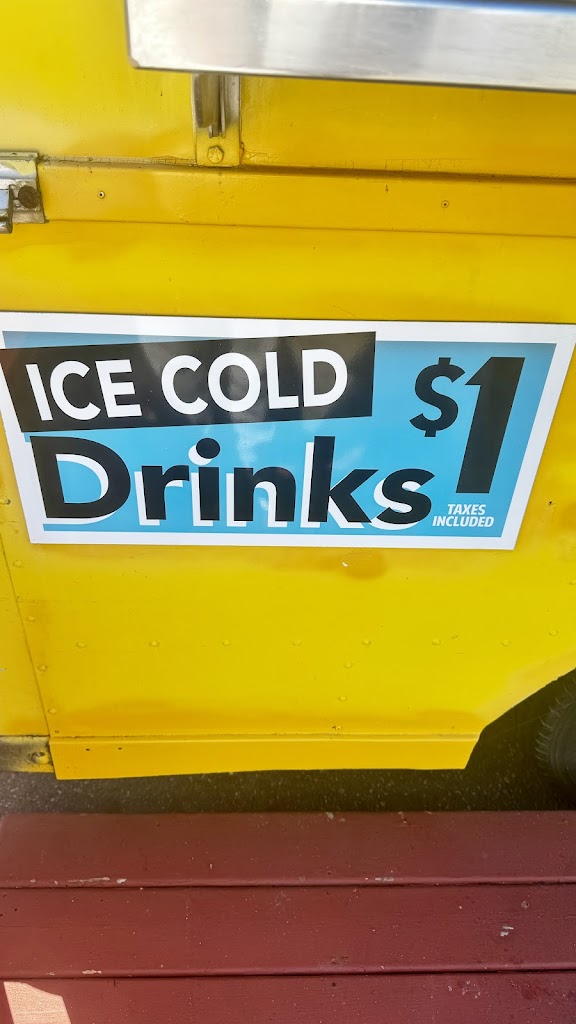 ICE COLD
Drinks
$1
TAXES
INCLUDED